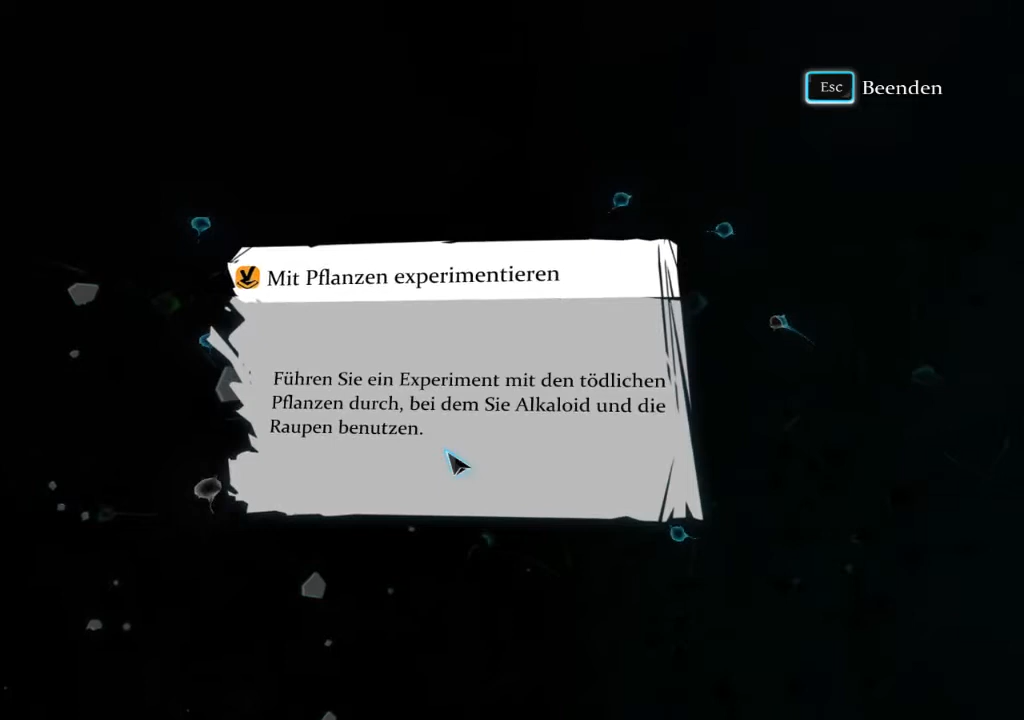 Esc Beenden
Mit Pflanzen experimentieren
Führen Sie ein Experiment mit den tödlichen
Pflanzen durch, bei dem Sie Alkaloid und die
Raupen benutzen.